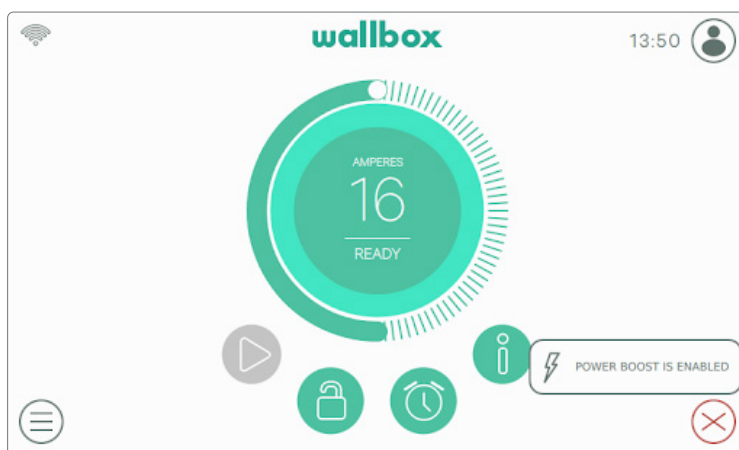 wallbox
13:50
AMPERES
16
READY
POWER BOOST IS ENABLED